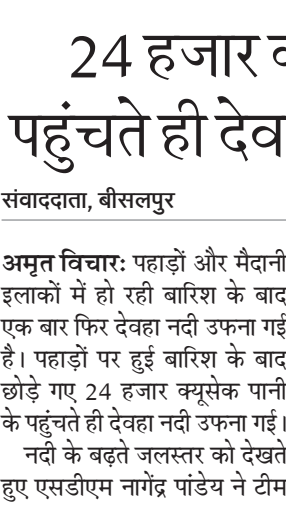 24 हजार
पहुंचते ही देव
संवाददाता, बीसलपुर
अमृत विचार: पहाड़ों और मैदानी
इलाकों में हो रही बारिश के बाद
एक बार फिर देवहा नदी उफना गई
है। पहाड़ों पर हुई बारिश के बाद
छोड़े गए 24 हजार क्यूसेक पानी
के पहुंचते ही देवहा नदी उफना गई।
नदी के बढ़ते जलस्तर को देखते
हुए एसडीएम नागेंद्र पांडेय ने टीम